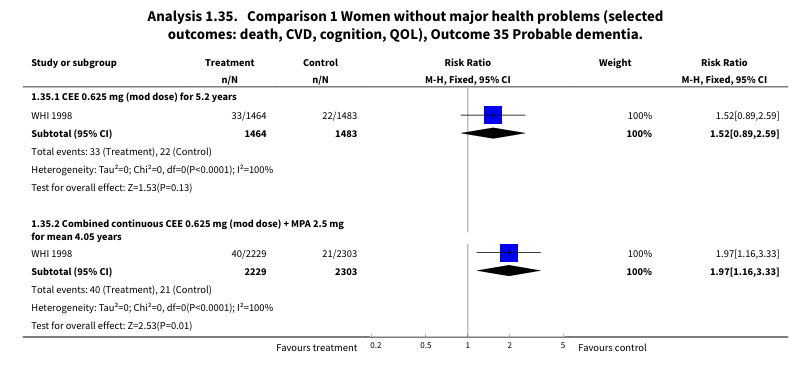 Analysis 1.35. Comparison 1 Women without major health problems (selected
outcomes: death, CVD, cognition, QOL), Outcome 35 Probable dementia.
Study or subgroup Treatment Control Risk Ratio Weight Risk Ratio
n/N n/N M-H, Fixed, 95% CI M-H, Fixed, 95% CI
1.35.1 CEE 0.625 mg (mod dose) for 5.2 years
WHI 1998 33/1464 22/1483 100% 1.52[0.89,2.59]
Subtotal (95% CI) 1464 1483 100% 1.52[0.89,2.59]
Total events: 33 (Treatment), 22 (Control)
Heterogeneity: Tau²=0; Chi²=0, df=0(P<0.0001); I²=100%
Test for overall effect: Z=1.53(P=0.13)
1.35.2 Combined continuous CEE 0.625 mg (mod dose) + MPA 2.5 mg
for mean 4.05 years
WHI 1998 40/2229 21/2303 100% 1.97[1.16,3.33]
Subtotal (95% CI) 2229 2303 100% 1.97[1.16,3.33]
Total events: 40 (Treatment), 21 (Control)
Heterogeneity: Tau²=0; Chi²=0, df=0(P<0.0001); I²=100%
Test for overall effect: Z=2.53(P=0.01)
Favours treatment 0.2 0.5 1 2 5 Favours control